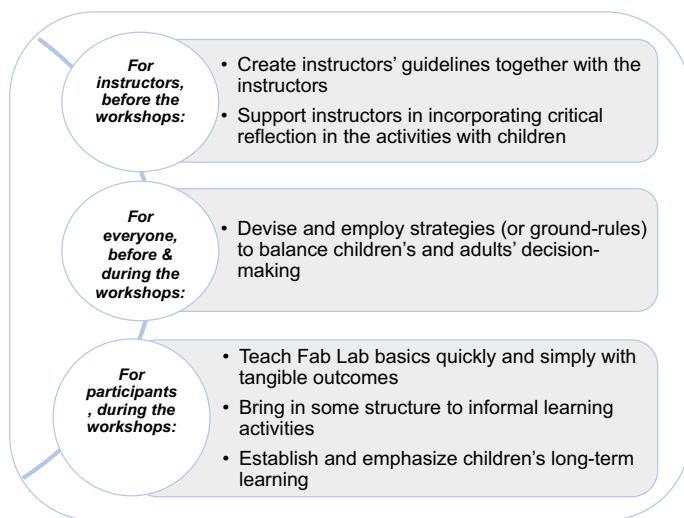 For
instructors,
before the
workshops:
• Create instructors’ guidelines together with the
instructors
• Support instructors in incorporating critical
reflection in the activities with children
For
everyone,
before &
during the
workshops:
• Devise and employ strategies (or ground-rules)
to balance children’s and adults’ decision-
making
For
participants
, during the
workshops:
• Teach Fab Lab basics quickly and simply with
tangible outcomes
• Bring in some structure to informal learning
activities
• Establish and emphasize children’s long-term
learning